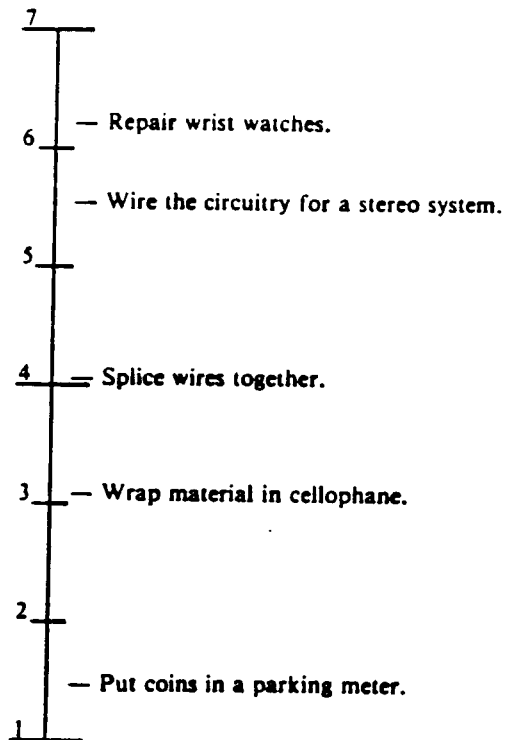 7
— Repair wrist watches.
6
— Wire the circuitry for a stereo system.
5
4 — Splice wires together.
3 — Wrap material in cellophane.
2
— Put coins in a parking meter.
1